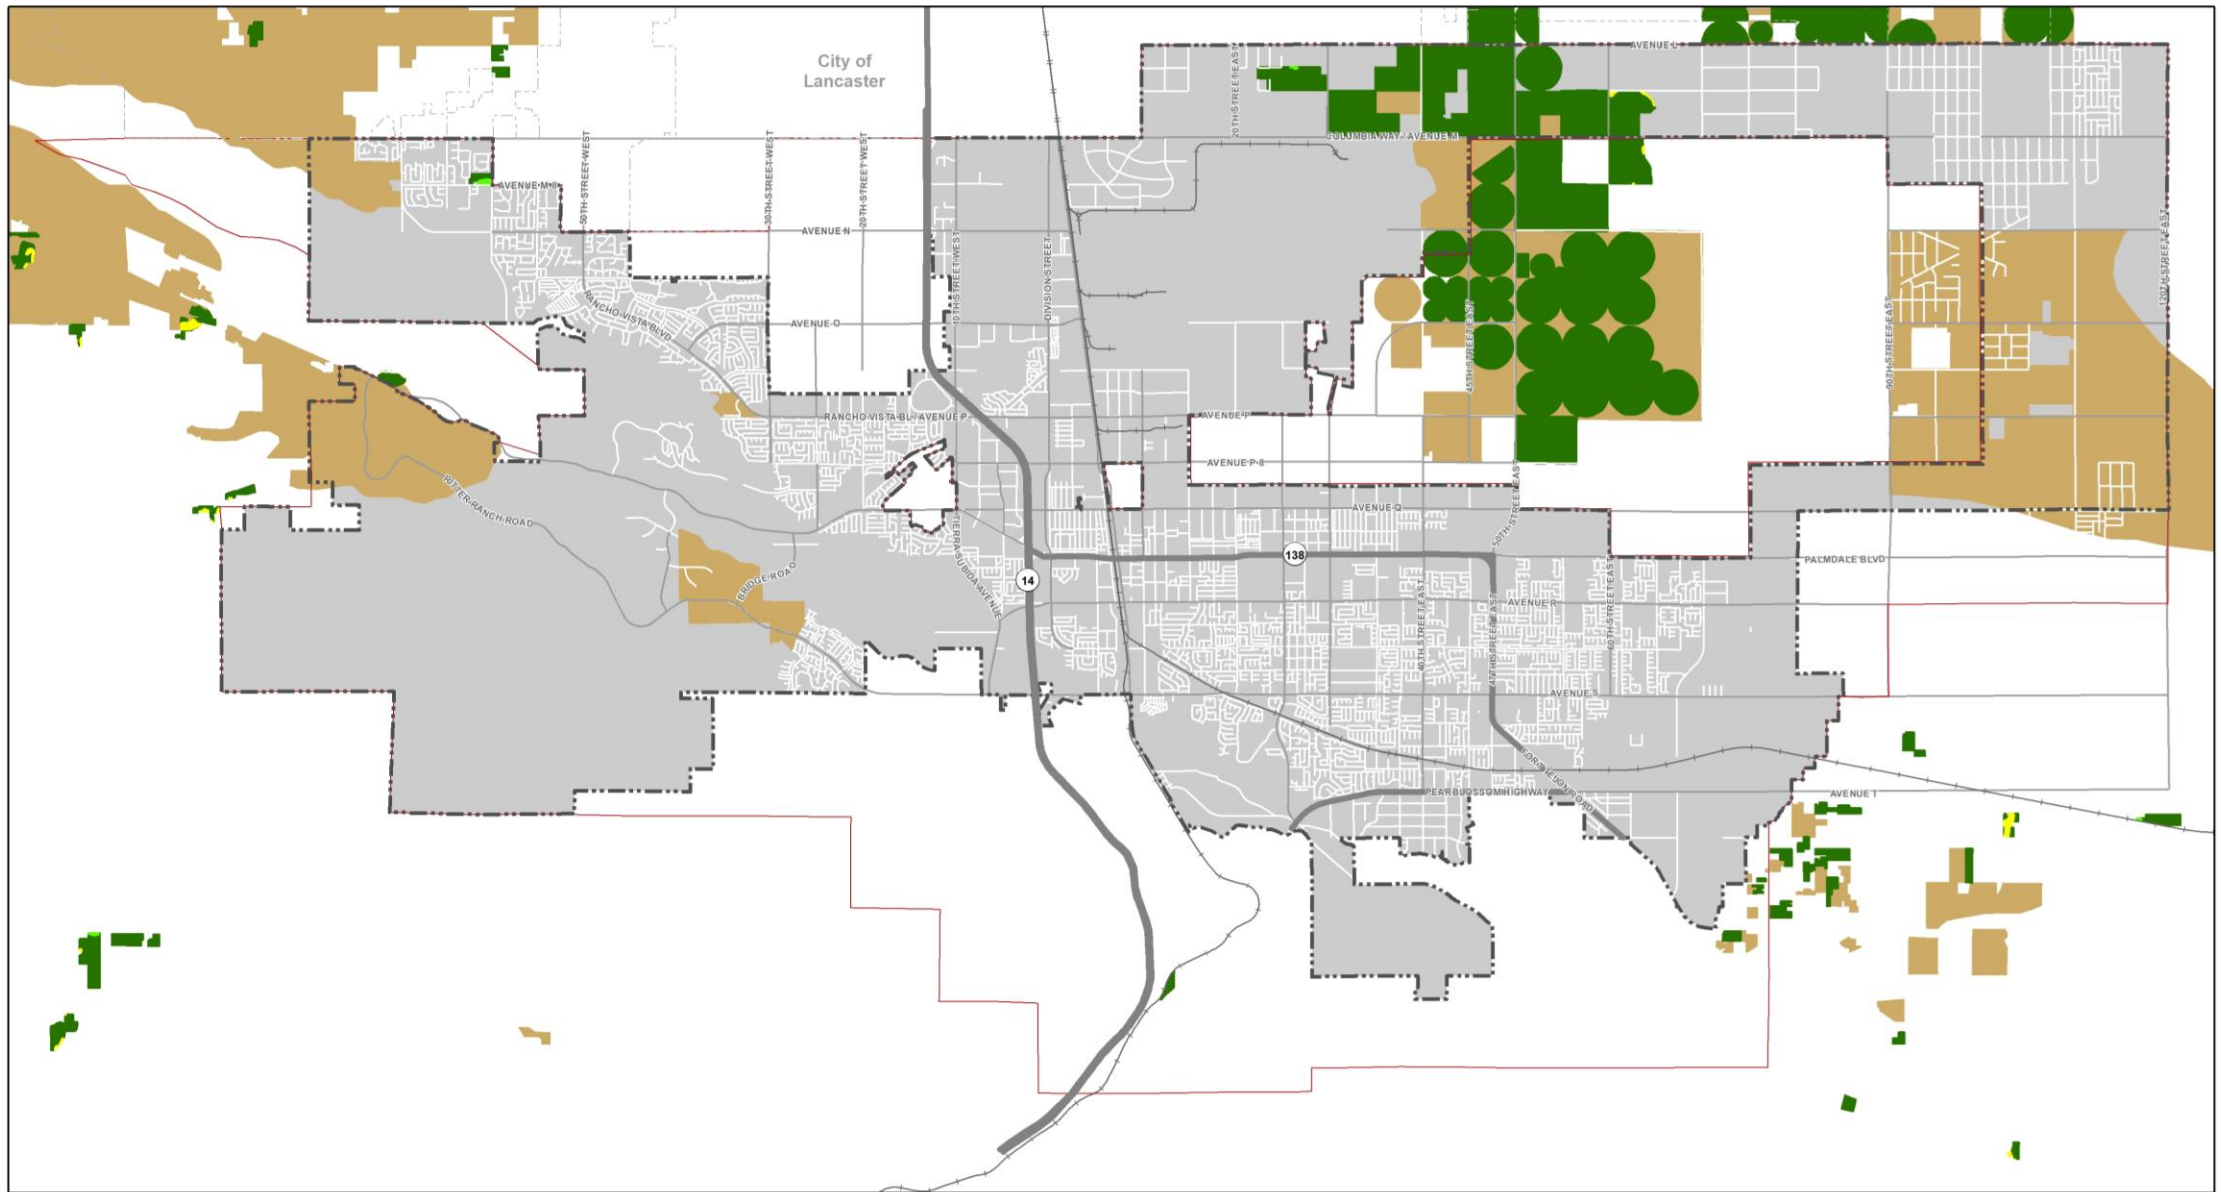 City of
Lancaster
AVENUE L
20TH STREET EAST
COLUMBIA WAY / AVENUE M
50TH STREET WEST
30TH STREET WEST
20TH STREET WEST
AVENUE M-8
AVENUE N
10TH STREET WEST
DIVISION STREET
120TH STREET EAST
RANCHO VISTA BLVD
AVENUE O
45TH STREET EAST
90TH STREET EAST
RANCHO VISTA BL / AVENUE P
AVENUE P
AVENUE P-8
RITTER RANCH ROAD
AVENUE Q
50TH STREET EAST
TIERRA SUBIDA AVENUE
138
PALMDALE BLVD
14
BRIDGE ROAD
AVENUE R
40TH STREET EAST
47TH STREET EAST
60TH STREET EAST
AVENUE S
FORT TEJON ROAD
PEARBLOSSOM HIGHWAY
AVENUE T